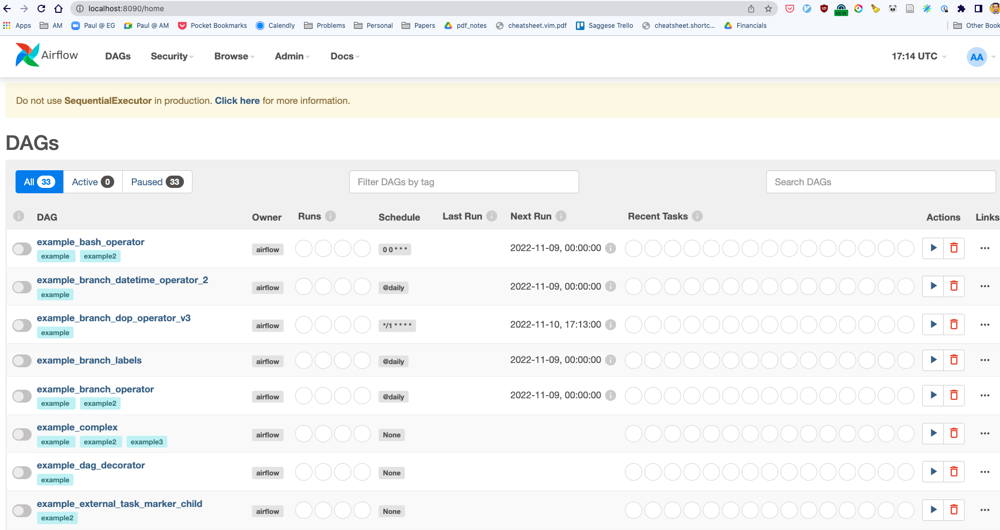 localhost:8090/home
NEW
Apps AM Paul @ EG Paul @ AM Pocket Bookmarks Calendly Problems Personal Papers pdf_notes cheatsheet.vim.pdf Saggese Trello cheatsheet.shortc... Financials Other Book
Airflow DAGs Security Browse Admin Docs 17:14 UTC AA
Do not use SequentialExecutor in production. Click here for more information.
DAGs
All 33 Active 0 Paused 33 Filter DAGs by tag Search DAGs
DAG Owner Runs Schedule Last Run Next Run Recent Tasks Actions Links
example_bash_operator
airflow 0 0 * * * 2022-11-09, 00:00:00
example example2
example_branch_datetime_operator_2
airflow @daily 2022-11-09, 00:00:00
example
example_branch_dop_operator_v3
airflow */1 * * * * 2022-11-10, 17:13:00
example
example_branch_labels airflow @daily 2022-11-09, 00:00:00
example_branch_operator
airflow @daily 2022-11-09, 00:00:00
example example2
example_complex
airflow None
example example2 example3
example_dag_decorator
airflow None
example
example_external_task_marker_child
airflow None
example2